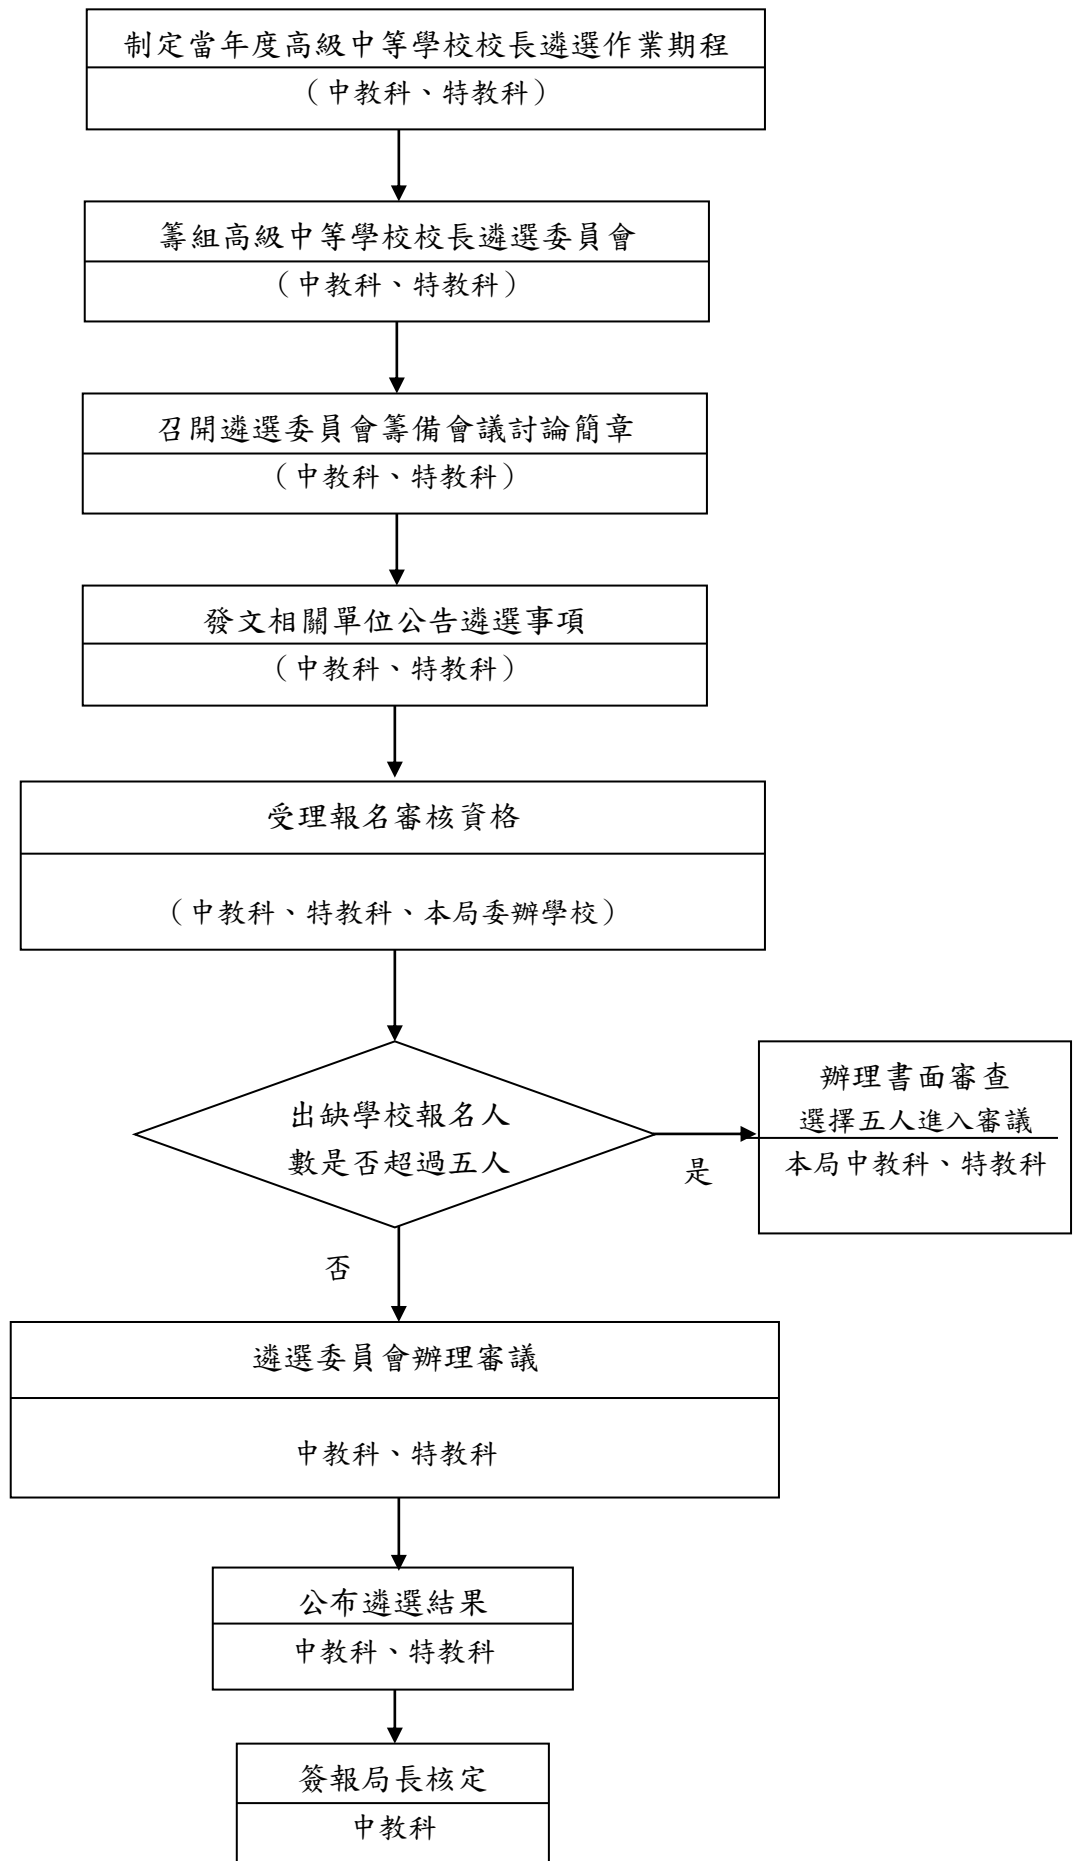 制定當年度高級中等學校校長遴選作業期程
（中教科、特教科）
籌組高級中等學校校長遴選委員會
（中教科、特教科）
召開遴選委員會籌備會議討論簡章
（中教科、特教科）
發文相關單位公告遴選事項
（中教科、特教科）
受理報名審核資格
（中教科、特教科、本局委辦學校）
出缺學校報名人
數是否超過五人
是
辦理書面審查
選擇五人進入審議
本局中教科、特教科
否
遴選委員會辦理審議
中教科、特教科
公布遴選結果
中教科、特教科
簽報局長核定
中教科